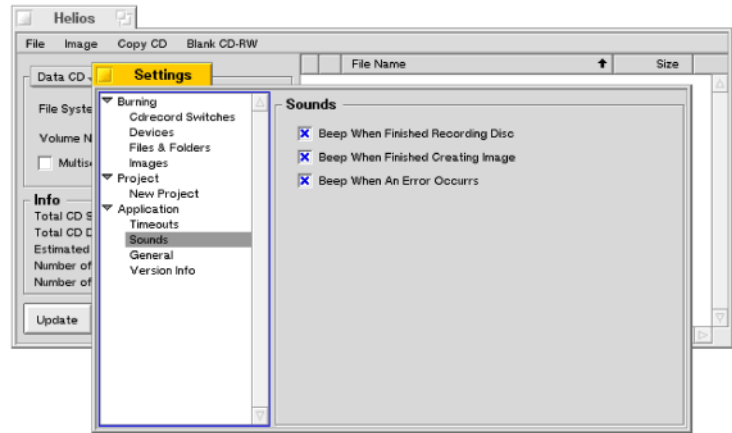 Helios
File Image Copy CD Blank CD-RW
File Name Size
Data CD
Settings
File Syste
Volume N
Multis
Info
Total CD S
Total CD D
Estimated
Number of
Number of
Update
Burning
Cdrecord Switches
Devices
Files & Folders
Images
Project
New Project
Application
Timeouts
Sounds
General
Version Info
Sounds
Beep When Finished Recording Disc
Beep When Finished Creating Image
Beep When An Error Occurrs